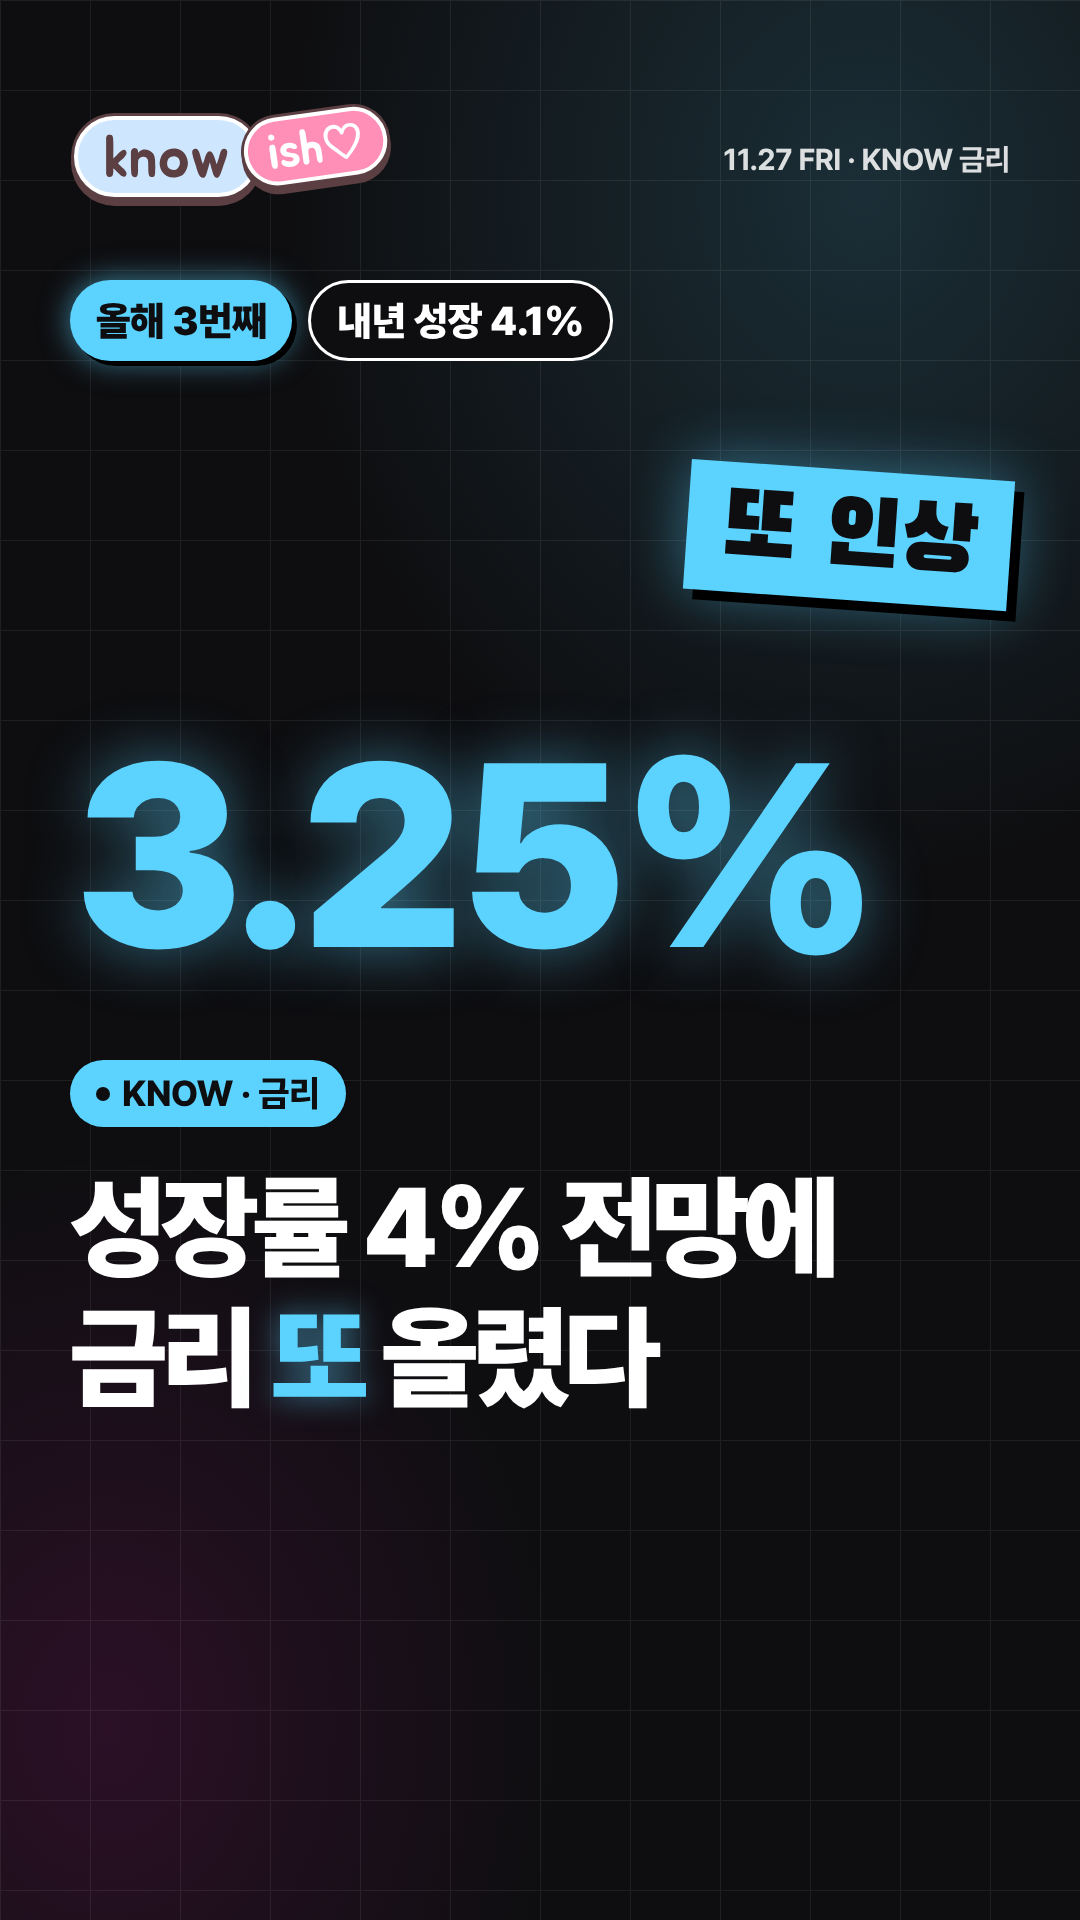 know ish♡
11.27 FRI · KNOW 금리
올해 3번째
내년 성장 4.1%
또 인상
3.25%
• KNOW · 금리
성장률 4% 전망에
금리 또 올렸다